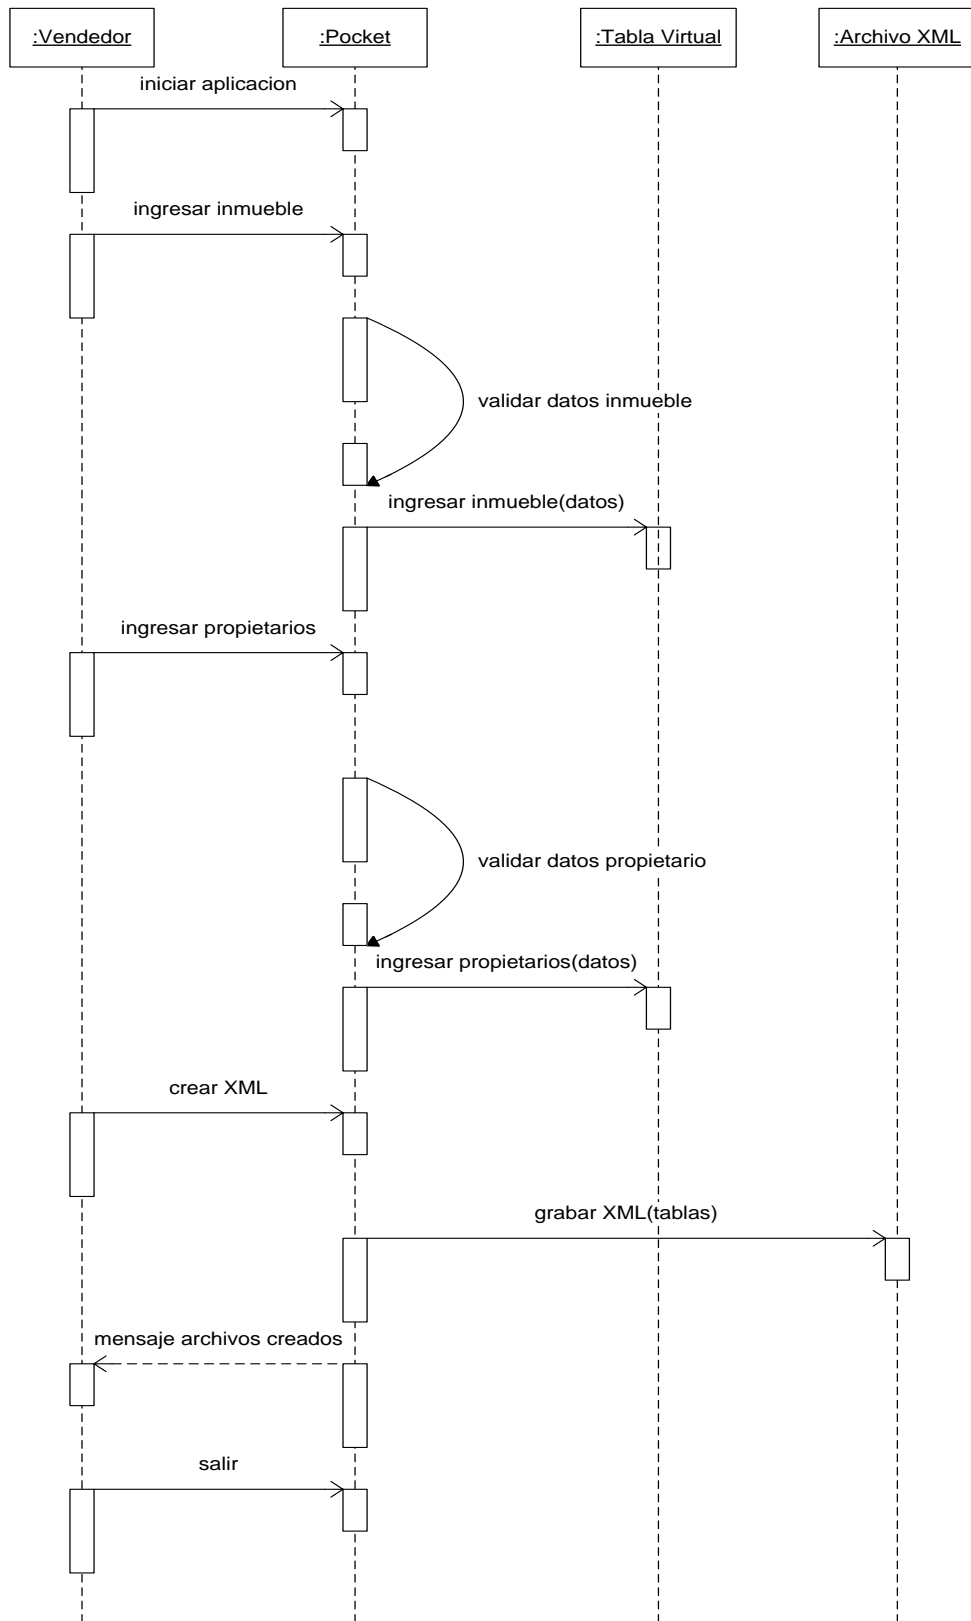 :Vendedor
:Pocket
:Tabla Virtual
:Archivo XML
iniciar aplicacion
ingresar inmueble
validar datos inmueble
ingresar inmueble(datos)
ingresar propietarios
validar datos propietario
ingresar propietarios(datos)
crear XML
grabar XML(tablas)
mensaje archivos creados
salir